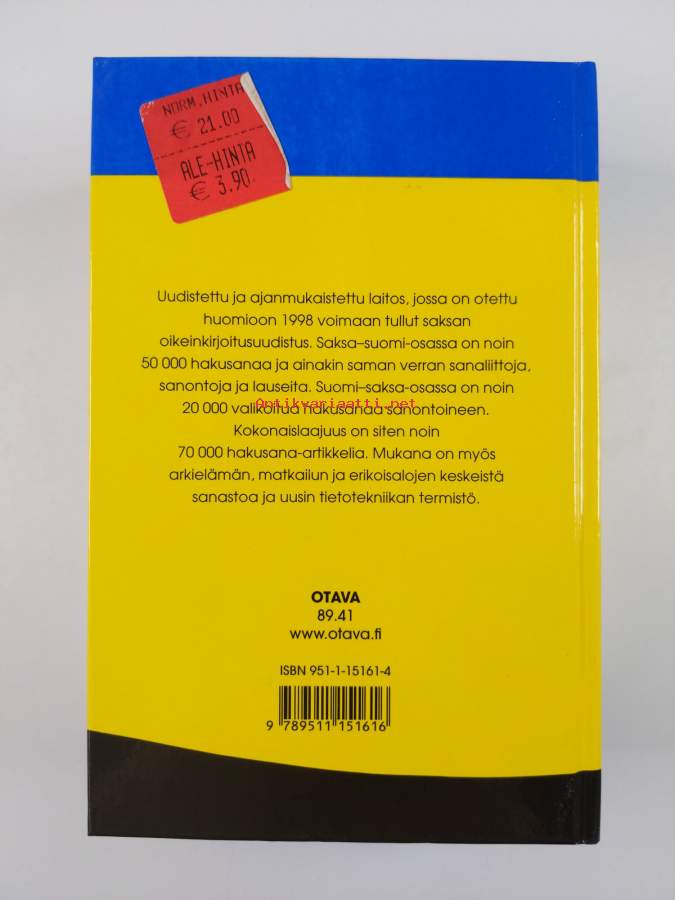 NORM.HINTA
€ 21.00
ALE-HINTA
€ 3.90
Uudistettu ja ajanmukaistettu laitos, jossa on otettu
huomioon 1998 voimaan tullut saksan
oikeinkirjoitusuudistus. Saksa–suomi-osassa on noin
50 000 hakusanaa ja ainakin saman verran sanaliittoja,
sanontoja ja lauseita. Suomi–saksa-osassa on noin
Antikvariaatti.net
20 000 valikoitua hakusanaa sanontoineen.
Kokonaislaajuus on siten noin
70 000 hakusana-artikkelia. Mukana on myös
arkielämän, matkailun ja erikoisalojen keskeistä
sanastoa ja uusin tietotekniikan termistö.
OTAVA
89.41
www.otava.fi
ISBN 951-1-15161-4
9 789511 151616